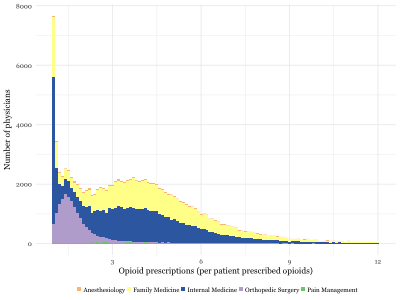 8000
6000
4000
2000
0
Number of physicians
3 6 9 12
Opioid prescriptions (per patient prescribed opioids)
Anesthesiology Family Medicine Internal Medicine Orthopedic Surgery Pain Management